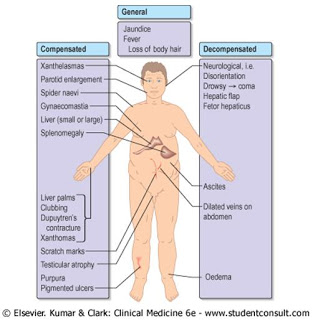 General
Jaundice
Fever
Loss of body hair
Compensated
Xanthelasmas
Parotid enlargement
Spider naevi
Gynaecomastia
Liver (small or large)
Splenomegaly
Liver palms
Clubbing
Dupuytren's
contracture
Xanthomas
Scratch marks
Testicular atrophy
Purpura
Pigmented ulcers
Decompensated
Neurological, i.e.
Disorientation
Drowsy → coma
Hepatic flap
Fetor hepaticus
Ascites
Dilated veins on
abdomen
Oedema
© Elsevier. Kumar & Clark: Clinical Medicine 6e - www.studentconsult.com